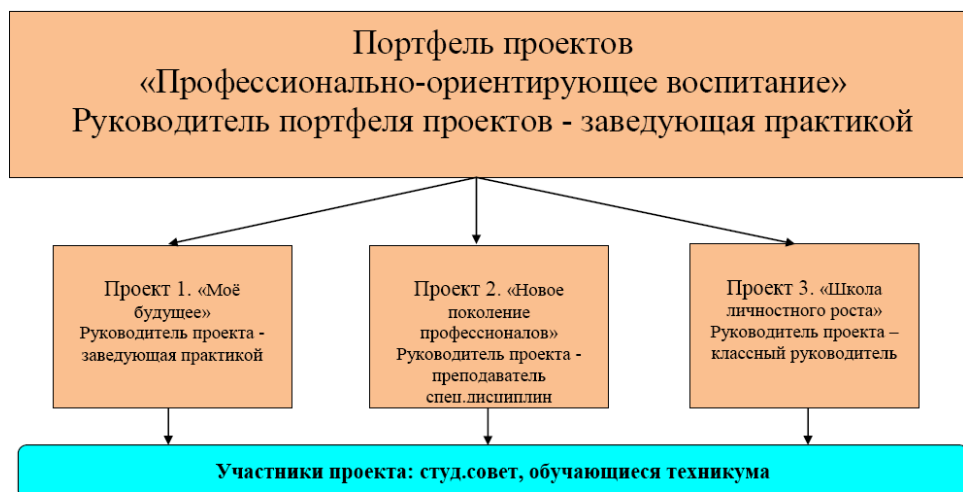 Портфель проектов
«Профессионально-ориентирующее воспитание»
Руководитель портфеля проектов - заведующая практикой
Проект 1. «Моё
будущее»
Руководитель проекта -
заведующая практикой
Проект 2. «Новое
поколение
профессионалов»
Руководитель проекта -
преподаватель
спец.дисциплин
Проект 3. «Школа
личностного роста»
Руководитель проекта –
классный руководитель
Участники проекта: студ.совет, обучающиеся техникума